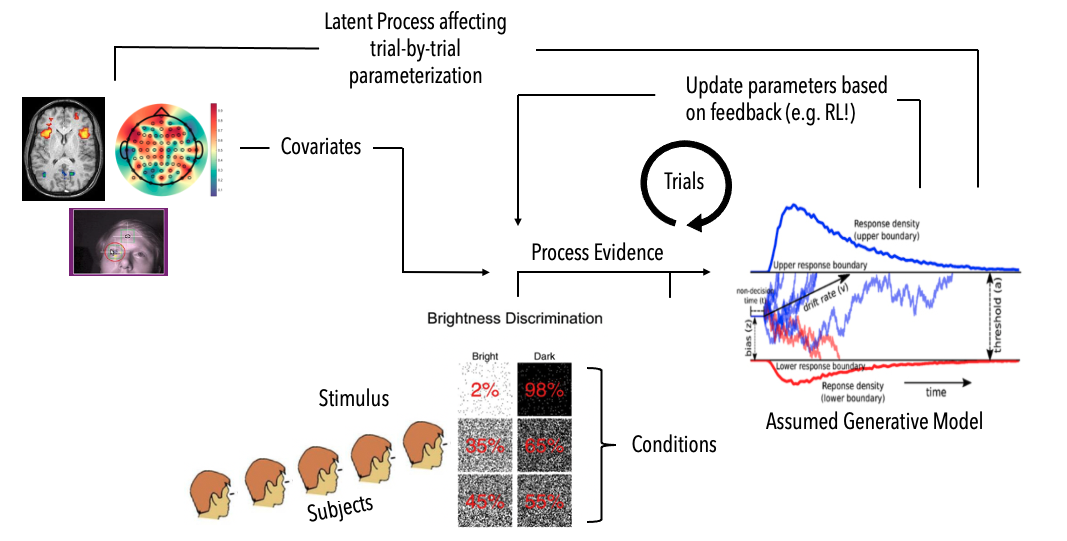 Latent Process affecting
trial-by-trial
parameterization
Update parameters based
on feedback (e.g. RL!)
Covariates
Trials
Process Evidence
Response density
(upper boundary)
Upper response boundary
non-decision
time (t)
drift rate (v)
threshold (a)
bias (z)
Lower response boundary
Reponse density
(lower boundary)
time
Assumed Generative Model
Brightness Discrimination
Bright Dark
2% 98%
35% 65%
45% 55%
Stimulus
Conditions
Subjects